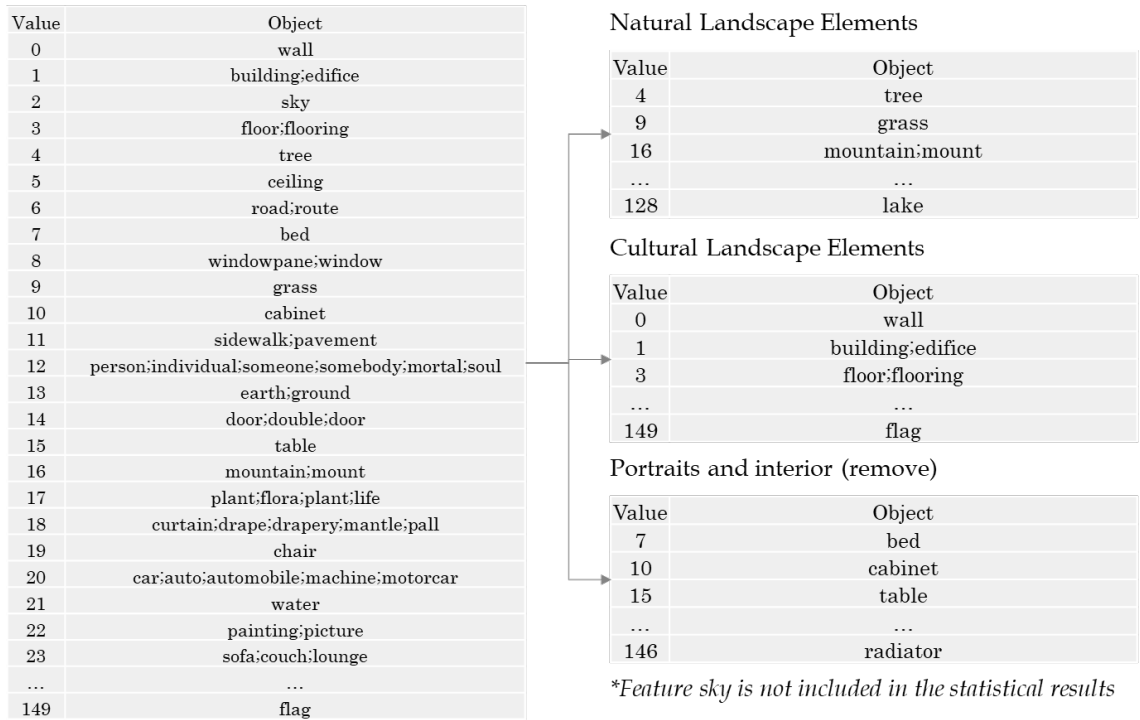 Value Object
0 wall
1 building;edifice
2 sky
3 floor;flooring
4 tree
5 ceiling
6 road;route
7 bed
8 windowpane;window
9 grass
10 cabinet
11 sidewalk;pavement
12 person;individual;someone;somebody;mortal;soul
13 earth;ground
14 door;double;door
15 table
16 mountain;mount
17 plant;flora;plant;life
18 curtain;drape;drapery;mantle;pall
19 chair
20 car;auto;automobile;machine;motorcar
21 water
22 painting;picture
23 sofa;couch;lounge
... ...
149 flag
Natural Landscape Elements
Value Object
4 tree
9 grass
16 mountain;mount
... ...
128 lake
Cultural Landscape Elements
Value Object
0 wall
1 building;edifice
3 floor;flooring
... ...
149 flag
Portraits and interior (remove)
Value Object
7 bed
10 cabinet
15 table
... ...
146 radiator
*Feature sky is not included in the statistical results